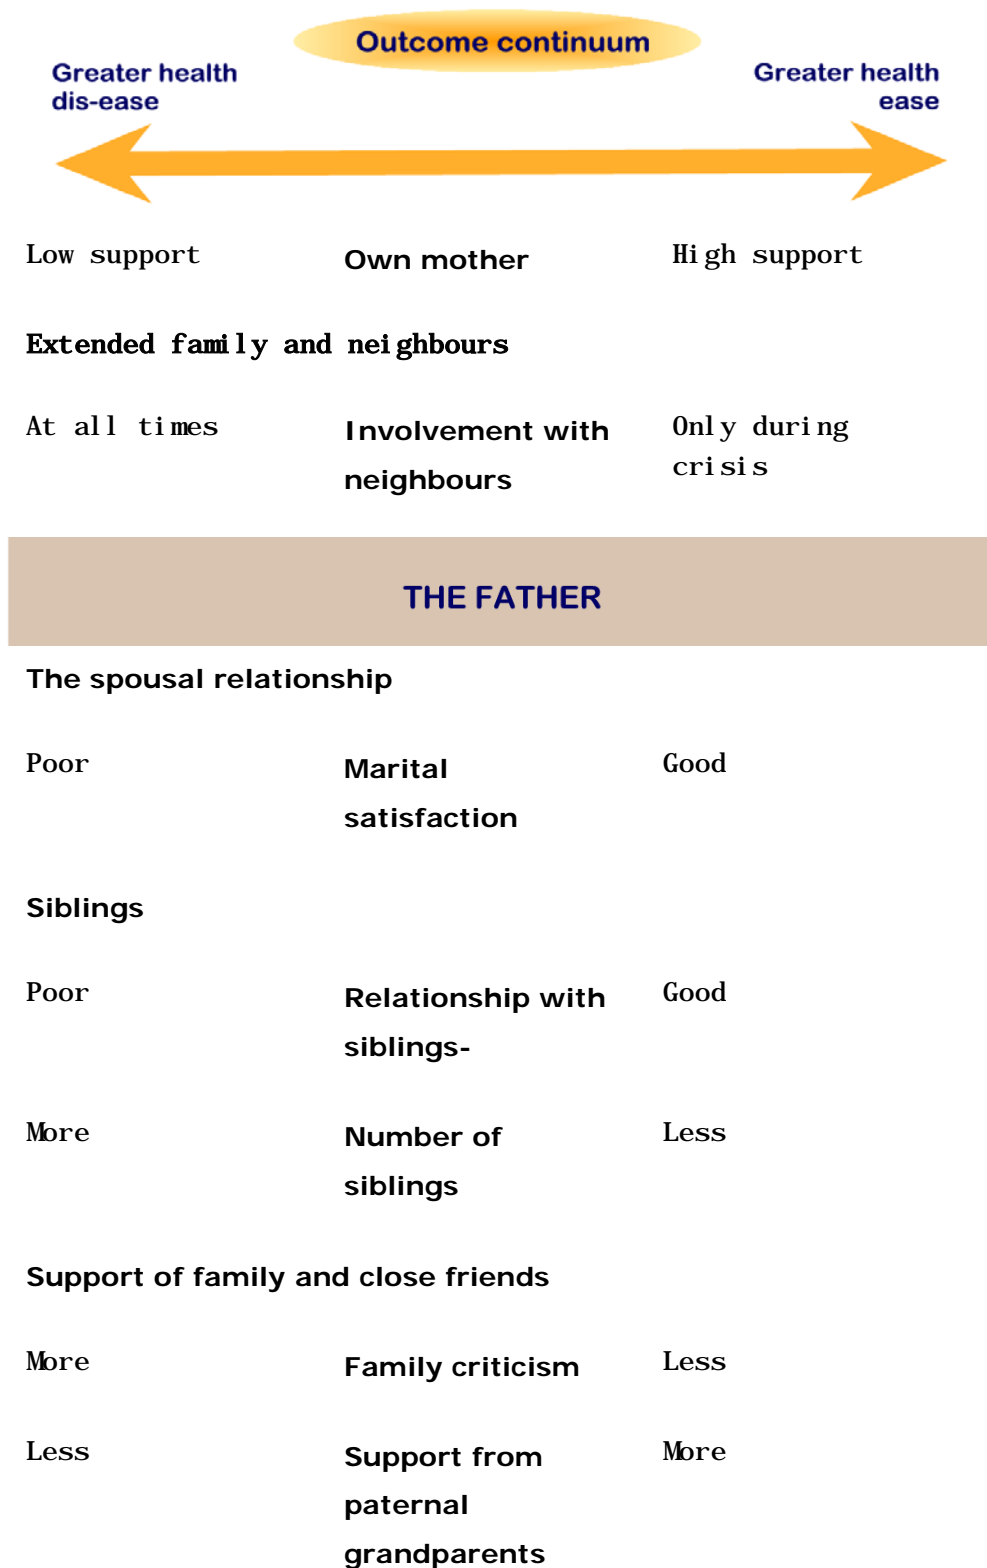 Outcome continuum
Greater health
dis-ease
Greater health
ease
Low support Own mother High support
Extended family and neighbours
At all times Involvement with Only during
neighbours crisis
THE FATHER
The spousal relationship
Poor Marital Good
satisfaction
Siblings
Poor Relationship with Good
siblings-
More Number of Less
siblings
Support of family and close friends
More Family criticism Less
Less Support from More
paternal
grandparents